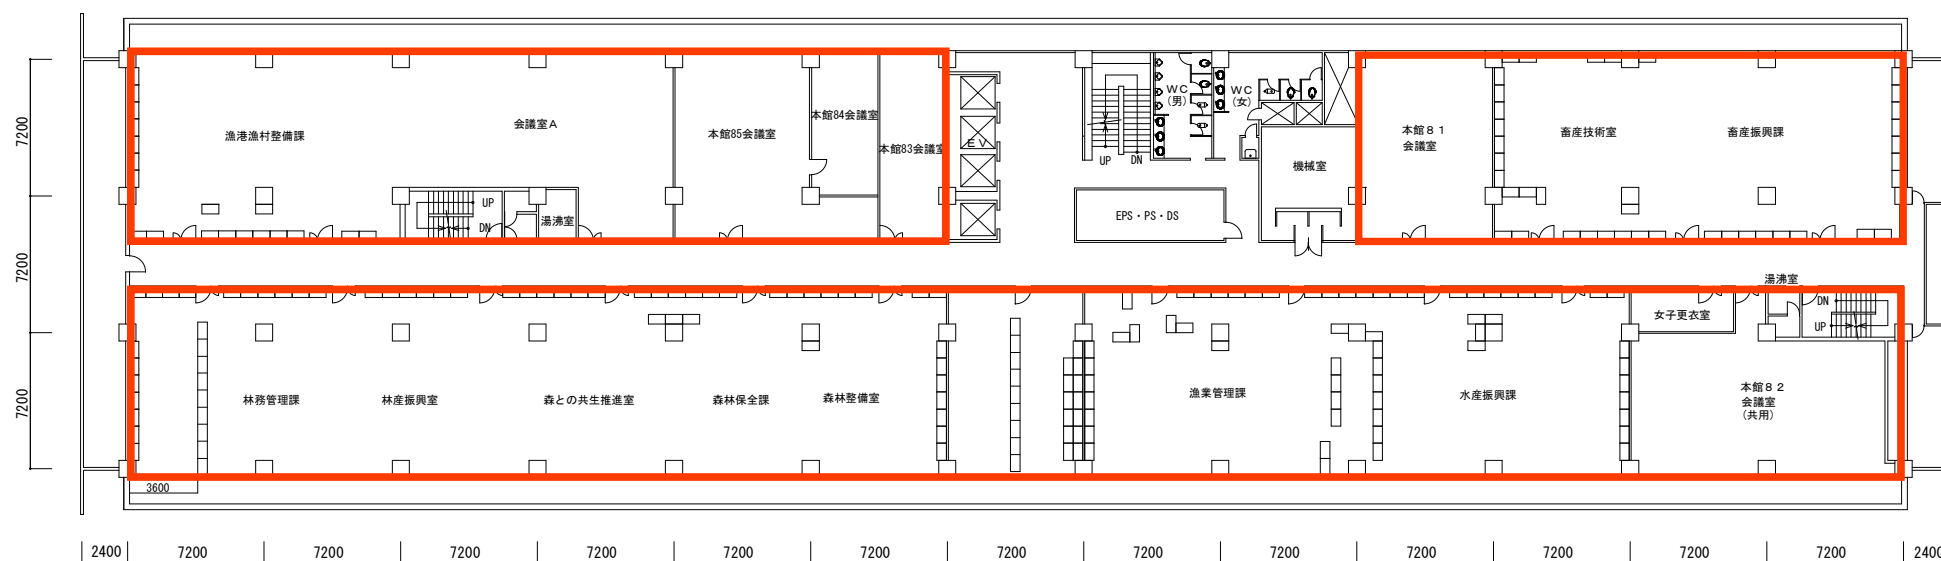 7200
7200
7200
漁港漁村整備課
会議室A
本館85会議室
本館84会議室
本館83会議室
EV
UP
DN
湯沸室
UP
DN
WC
(男)
WC
(女)
機械室
EPS・PS・DS
本館81
会議室
畜産技術室
畜産振興課
湯沸室
女子更衣室
DN
UP
林務管理課
林産振興室
森との共生推進室
森林保全課
森林整備室
漁業管理課
水産振興課
本館82
会議室
(共用)
3600
2400
7200
7200
7200
7200
7200
7200
7200
7200
7200
7200
7200
7200
7200
2400